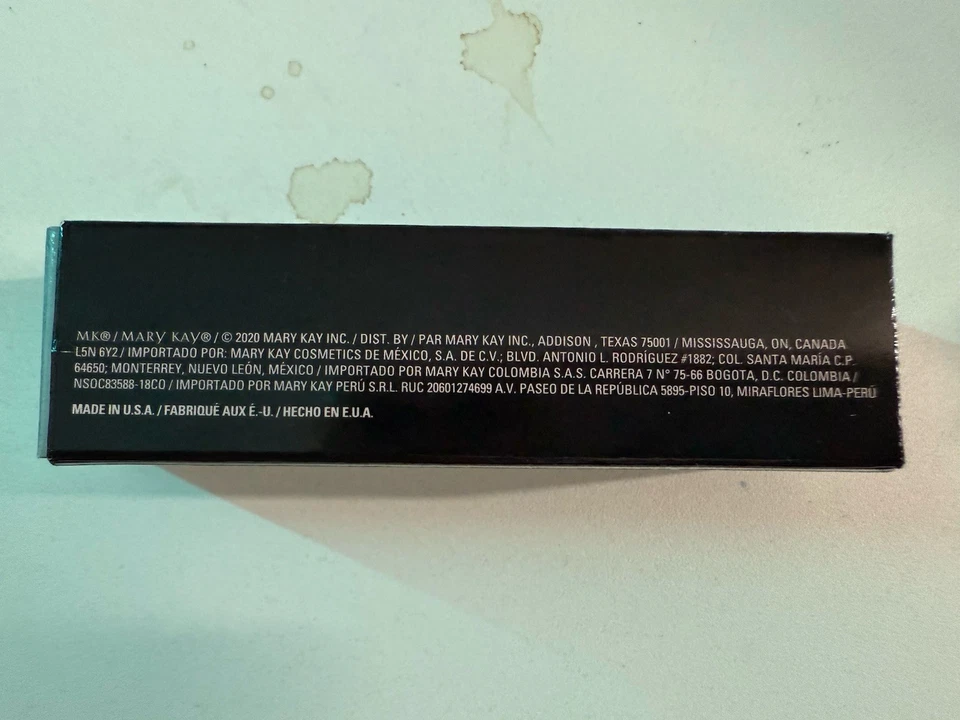 MK® / MARY KAY® / © 2020 MARY KAY INC. / DIST. BY / PAR MARY KAY INC., ADDISON , TEXAS 75001 / MISSISSAUGA, ON, CANADA
L5N 6Y2 / IMPORTADO POR: MARY KAY COSMETICS DE MÉXICO, S.A. DE C.V.; BLVD. ANTONIO L. RODRÍGUEZ #1882; COL. SANTA MARÍA C.P.
64650; MONTERREY, NUEVO LEÓN, MÉXICO / IMPORTADO POR MARY KAY COLOMBIA S.A.S. CARRERA 7 N° 75-66 BOGOTA, D.C. COLOMBIA /
NSOC83588-18CO / IMPORTADO POR MARY KAY PERÚ S.R.L. RUC 20601274699 A.V. PASEO DE LA REPÚBLICA 5895-PISO 10, MIRAFLORES LIMA-PERÚ
MADE IN U.S.A. / FABRIQUÉ AUX É.-U. / HECHO EN E.U.A.